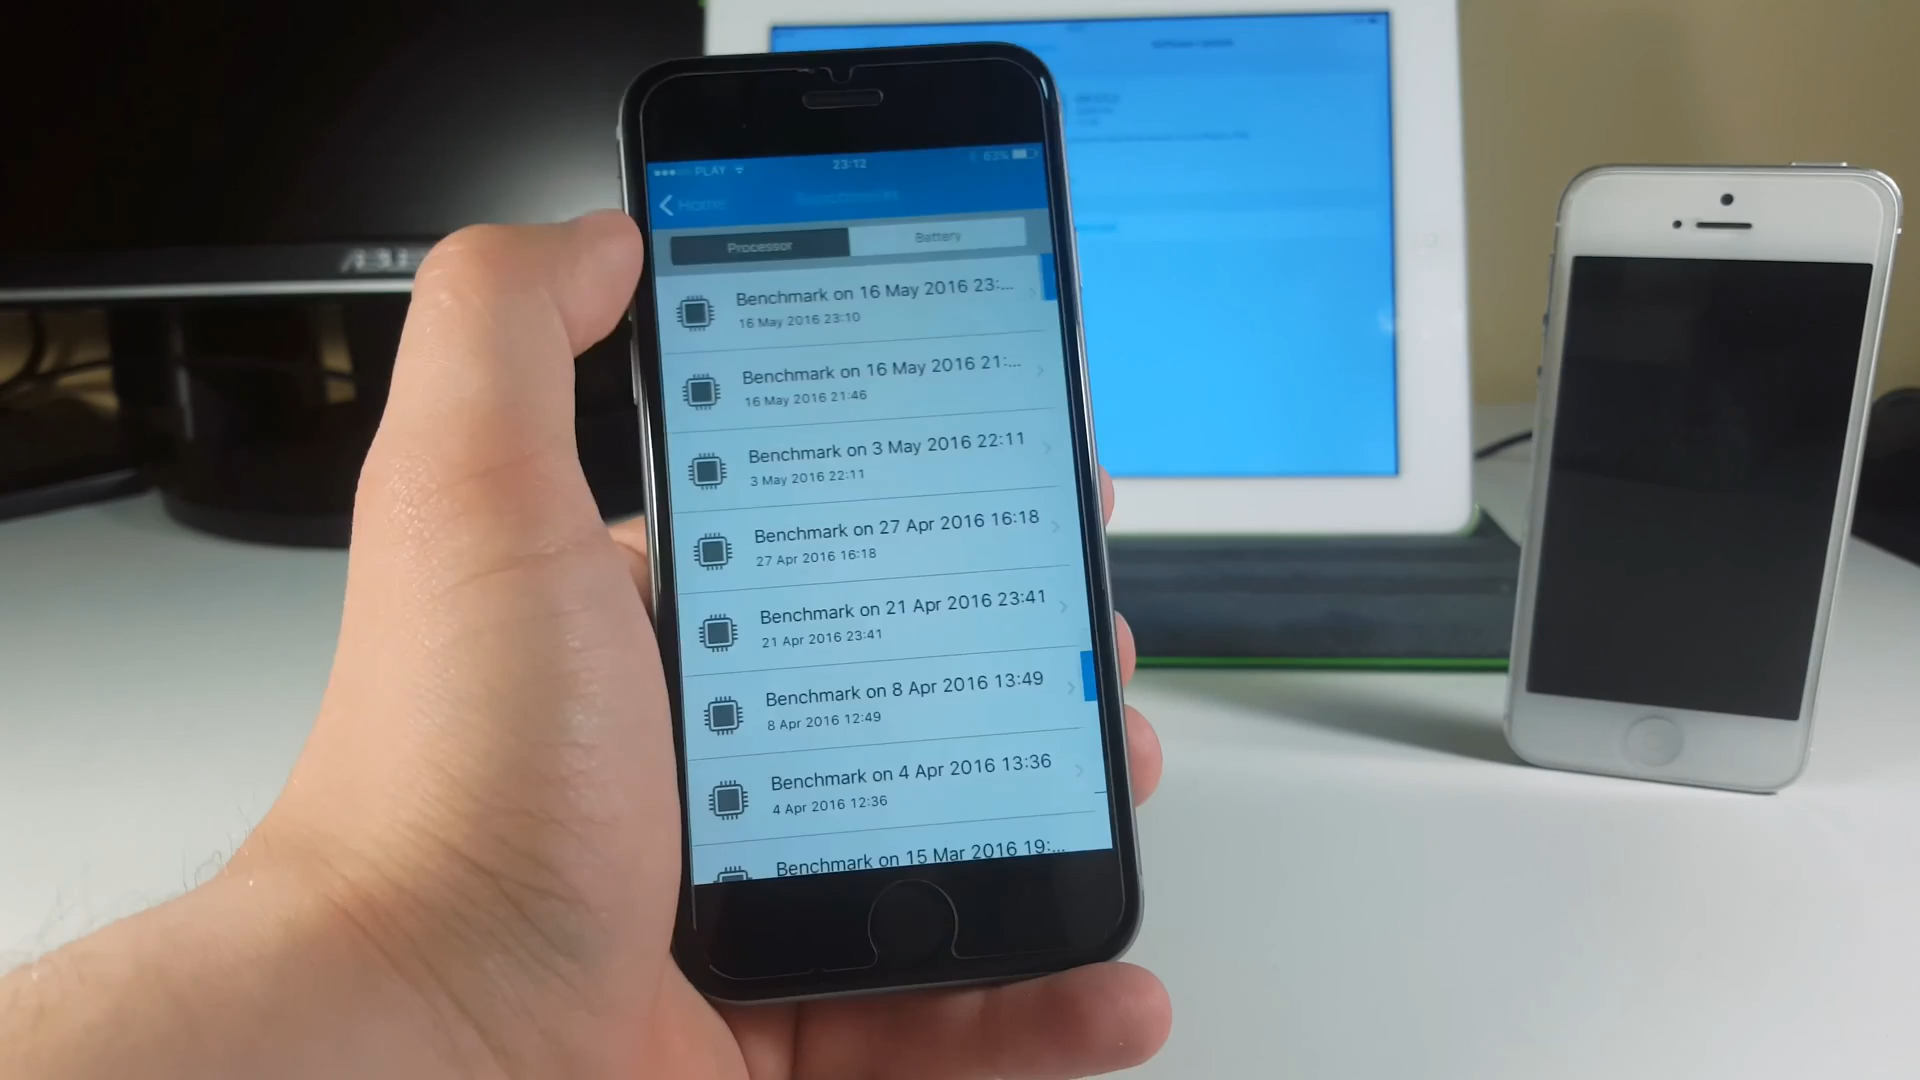 PLAY 23:12 63%
Home
Processor Battery
Benchmark on 16 May 2016 23:...
16 May 2016 23:10
Benchmark on 16 May 2016 21:...
16 May 2016 21:46
Benchmark on 3 May 2016 22:11
3 May 2016 22:11
Benchmark on 27 Apr 2016 16:18
27 Apr 2016 16:18
Benchmark on 21 Apr 2016 23:41
21 Apr 2016 23:41
Benchmark on 8 Apr 2016 13:49
8 Apr 2016 12:49
Benchmark on 4 Apr 2016 13:36
4 Apr 2016 12:36
Benchmark on 15 Mar 2016 19:...
Software Update